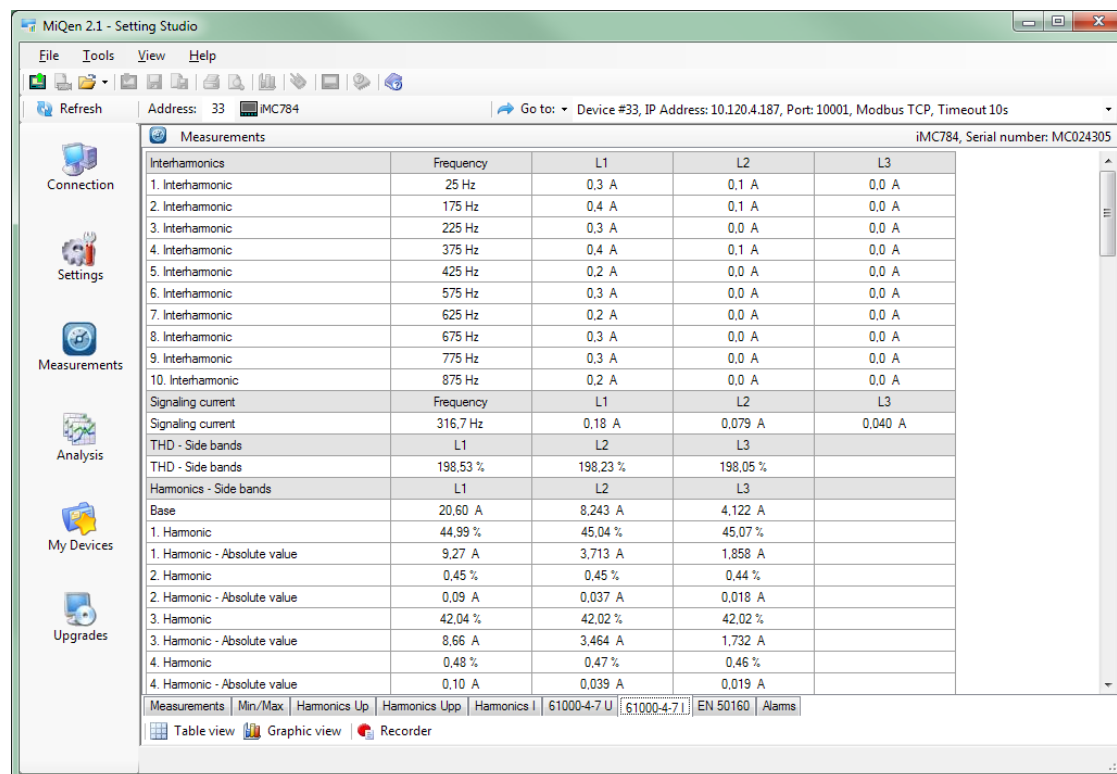 MiQen 2.1 - Setting Studio
File Tools View Help
Refresh Address: 33 iMC784 Go to: Device #33, IP Address: 10.120.4.187, Port: 10001, Modbus TCP, Timeout 10s
Connection
Settings
Measurements
Analysis
My Devices
Upgrades
Measurements iMC784, Serial number: MC024305
Interharmonics Frequency L1 L2 L3
1. Interharmonic 25 Hz 0,3 A 0,1 A 0,0 A
2. Interharmonic 175 Hz 0,4 A 0,1 A 0,0 A
3. Interharmonic 225 Hz 0,3 A 0,0 A 0,0 A
4. Interharmonic 375 Hz 0,4 A 0,1 A 0,0 A
5. Interharmonic 425 Hz 0,2 A 0,0 A 0,0 A
6. Interharmonic 575 Hz 0,3 A 0,0 A 0,0 A
7. Interharmonic 625 Hz 0,2 A 0,0 A 0,0 A
8. Interharmonic 675 Hz 0,3 A 0,0 A 0,0 A
9. Interharmonic 775 Hz 0,3 A 0,0 A 0,0 A
10. Interharmonic 875 Hz 0,2 A 0,0 A 0,0 A
Signaling current Frequency L1 L2 L3
Signaling current 316,7 Hz 0,18 A 0,079 A 0,040 A
THD - Side bands L1 L2 L3
THD - Side bands 198,53 % 198,23 % 198,05 %
Harmonics - Side bands L1 L2 L3
Base 20,60 A 8,243 A 4,122 A
1. Harmonic 44,99 % 45,04 % 45,07 %
1. Harmonic - Absolute value 9,27 A 3,713 A 1,858 A
2. Harmonic 0,45 % 0,45 % 0,44 %
2. Harmonic - Absolute value 0,09 A 0,037 A 0,018 A
3. Harmonic 42,04 % 42,02 % 42,02 %
3. Harmonic - Absolute value 8,66 A 3,464 A 1,732 A
4. Harmonic 0,48 % 0,47 % 0,46 %
4. Harmonic - Absolute value 0,10 A 0,039 A 0,019 A
Measurements Min/Max Harmonics Up Harmonics Upp Harmonics I 61000-4-7 U 61000-4-7 I EN 50160 Alarms
Table view Graphic view Recorder